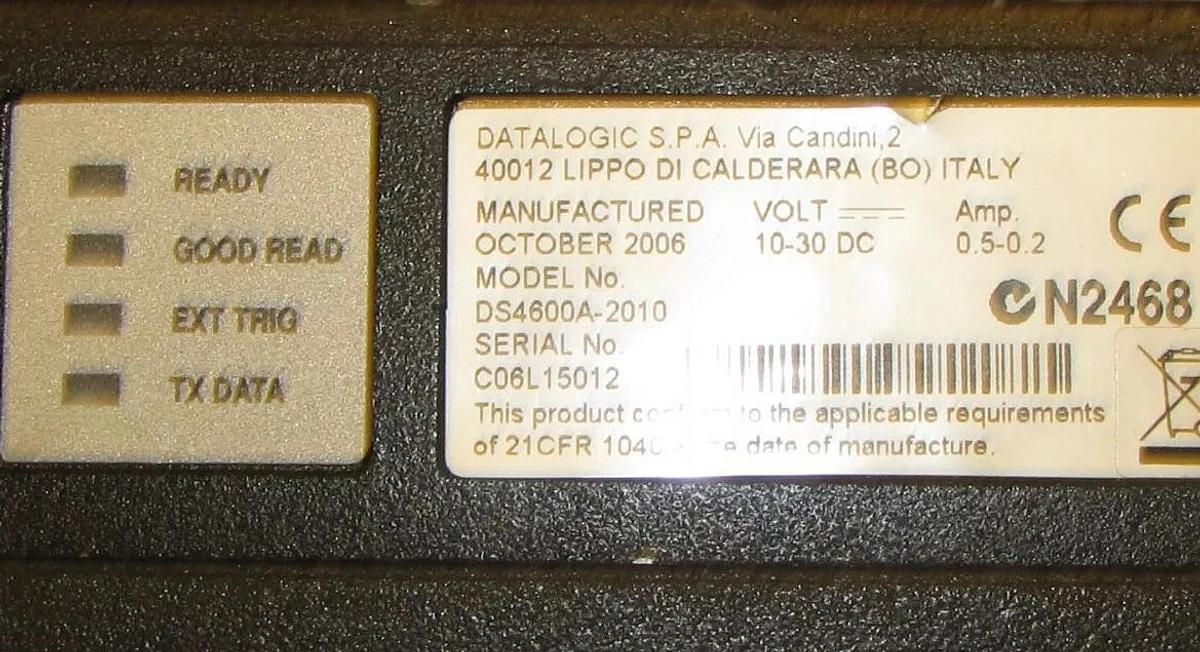 READY
GOOD READ
EXT TRIG
TX DATA
DATALOGIC S.P.A. Via Candini,2
40012 LIPPO DI CALDERARA (BO) ITALY
MANUFACTURED VOLT Amp.
OCTOBER 2006 10-30 DC 0.5-0.2
CE
MODEL No.
DS4600A-2010
N2468
SERIAL No.
C06L15012
This product to the applicable requirements
of 21CFR date of manufacture.